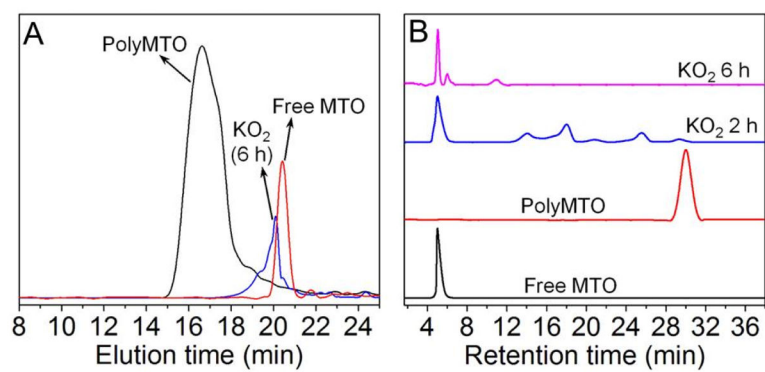 A
PolyMTO
Free MTO
KO₂
(6 h)
8 10 12 14 16 18 20 22 24
Elution time (min)
B
KO₂ 6 h
KO₂ 2 h
PolyMTO
Free MTO
4 8 12 16 20 24 28 32 36
Retention time (min)